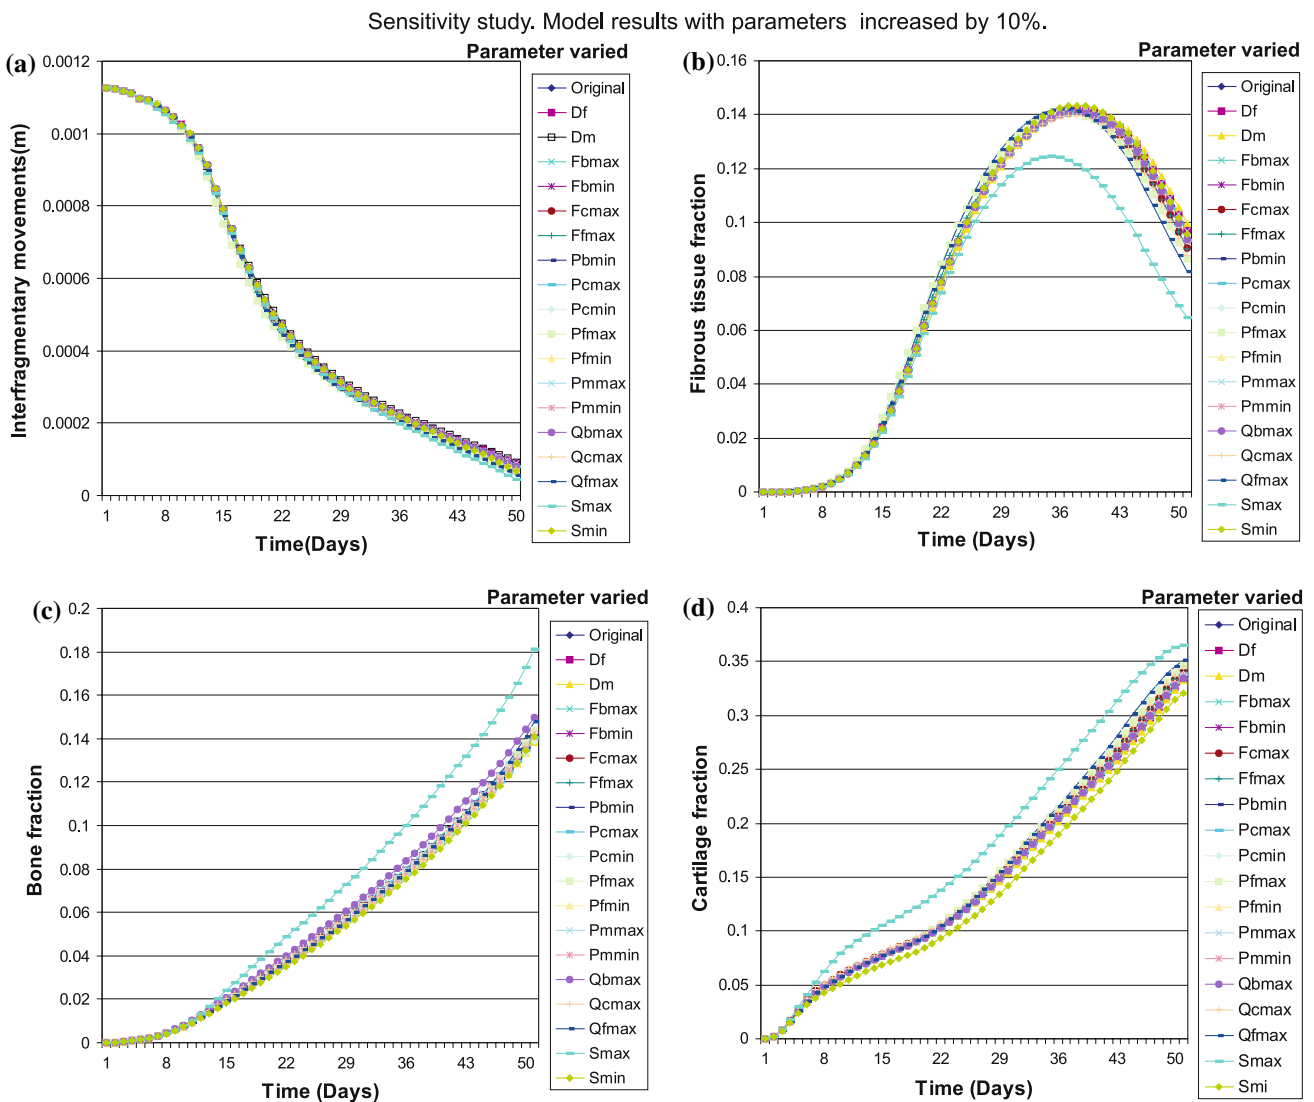 Sensitivity study. Model results with parameters increased by 10%.
(a)
Parameter varied
0.0012
0.001
0.0008
0.0006
0.0004
0.0002
0
Interfragmentary movements(m)
1 8 15 22 29 36 43 50
Time(Days)
Original
Df
Dm
Fbmax
Fbmin
Fcmax
Ffmax
Pbmin
Pcmax
Pcmin
Pfmax
Pfmin
Pmmax
Pmmin
Qbmax
Qcmax
Qfmax
Smax
Smin
(b)
Parameter varied
0.16
0.14
0.12
0.1
0.08
0.06
0.04
0.02
0
Fibrous tissue fraction
1 8 15 22 29 36 43 50
Time (Days)
Original
Df
Dm
Fbmax
Fbmin
Fcmax
Ffmax
Pbmin
Pcmax
Pcmin
Pfmax
Pfmin
Pmmax
Pmmin
Qbmax
Qcmax
Qfmax
Smax
Smin
(c)
Parameter varied
0.2
0.18
0.16
0.14
0.12
0.1
0.08
0.06
0.04
0.02
0
Bone fraction
1 8 15 22 29 36 43 50
Time (Days)
Original
Df
Dm
Fbmax
Fbmin
Fcmax
Ffmax
Pbmin
Pcmax
Pcmin
Pfmax
Pfmin
Pmmax
Pmmin
Qbmax
Qcmax
Qfmax
Smax
Smin
(d)
Parameter varied
0.4
0.35
0.3
0.25
0.2
0.15
0.1
0.05
0
Cartilage fraction
1 8 15 22 29 36 43 50
Time (Days)
Original
Df
Dm
Fbmax
Fbmin
Fcmax
Ffmax
Pbmin
Pcmax
Pcmin
Pfmax
Pfmin
Pmmax
Pmmin
Qbmax
Qcmax
Qfmax
Smax
Smi